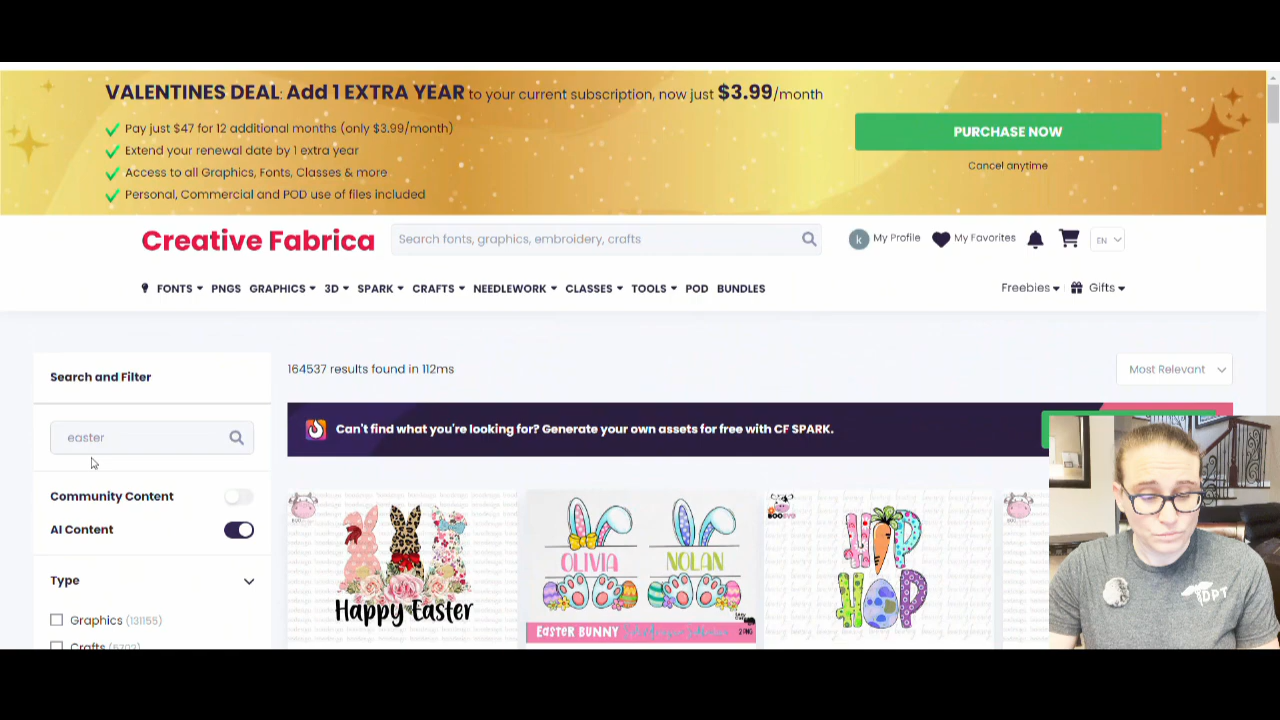 VALENTINES DEAL: Add 1 EXTRA YEAR to your current subscription, now just $3.99/month
Pay just $47 for 12 additional months (only $3.99/month)
Extend your renewal date by 1 extra year
Access to all Graphics, Fonts, Classes & more
Personal, Commercial and POD use of files included
PURCHASE NOW
Cancel anytime
Creative Fabrica
Search fonts, graphics, embroidery, crafts
k My Profile
My Favorites
EN
FONTS PNGS GRAPHICS 3D SPARK CRAFTS NEEDLEWORK CLASSES TOOLS POD BUNDLES
Freebies Gifts
Search and Filter
164537 results found in 112ms
Most Relevant
easter
Can't find what you're looking for? Generate your own assets for free with CF SPARK.
Community Content
AI Content
Type
Graphics (131155)
Crafts (5702)
Happy Easter
OLIVIA
NOLAN
EASTER BUNNY
2 PNG
HIP
HOP
DPT